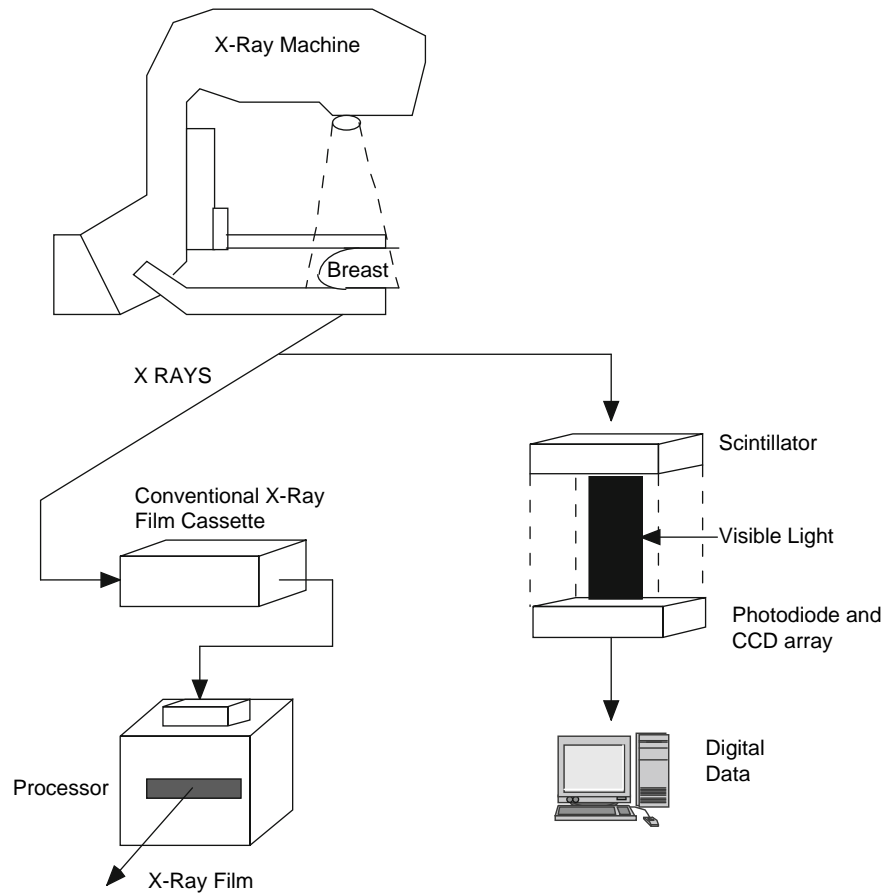 X-Ray Machine
Breast
X RAYS
Scintillator
Conventional X-Ray
Film Cassette
Visible Light
Photodiode and
CCD array
Digital
Data
Processor
X-Ray Film